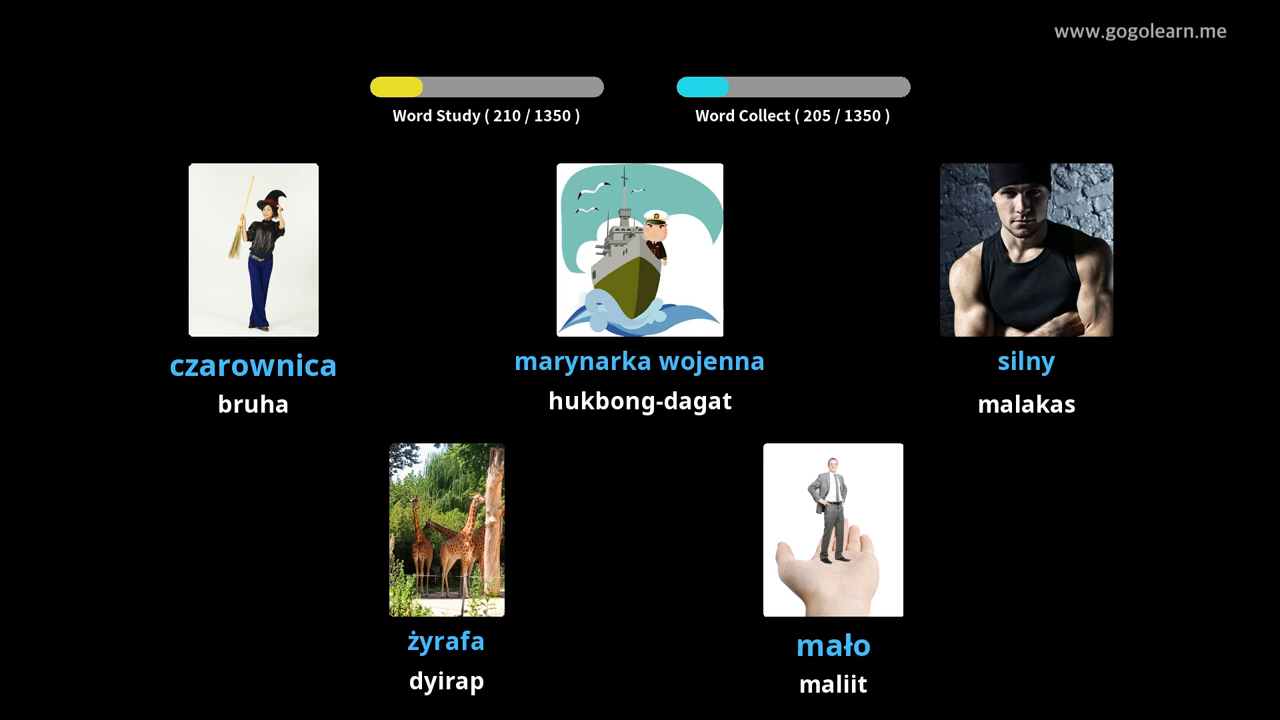 www.gogolearn.me
Word Study ( 210 / 1350 )
Word Collect ( 205 / 1350 )
czarownica
bruha
marynarka wojenna
hukbong-dagat
silny
malakas
żyrafa
dyirap
mało
maliit